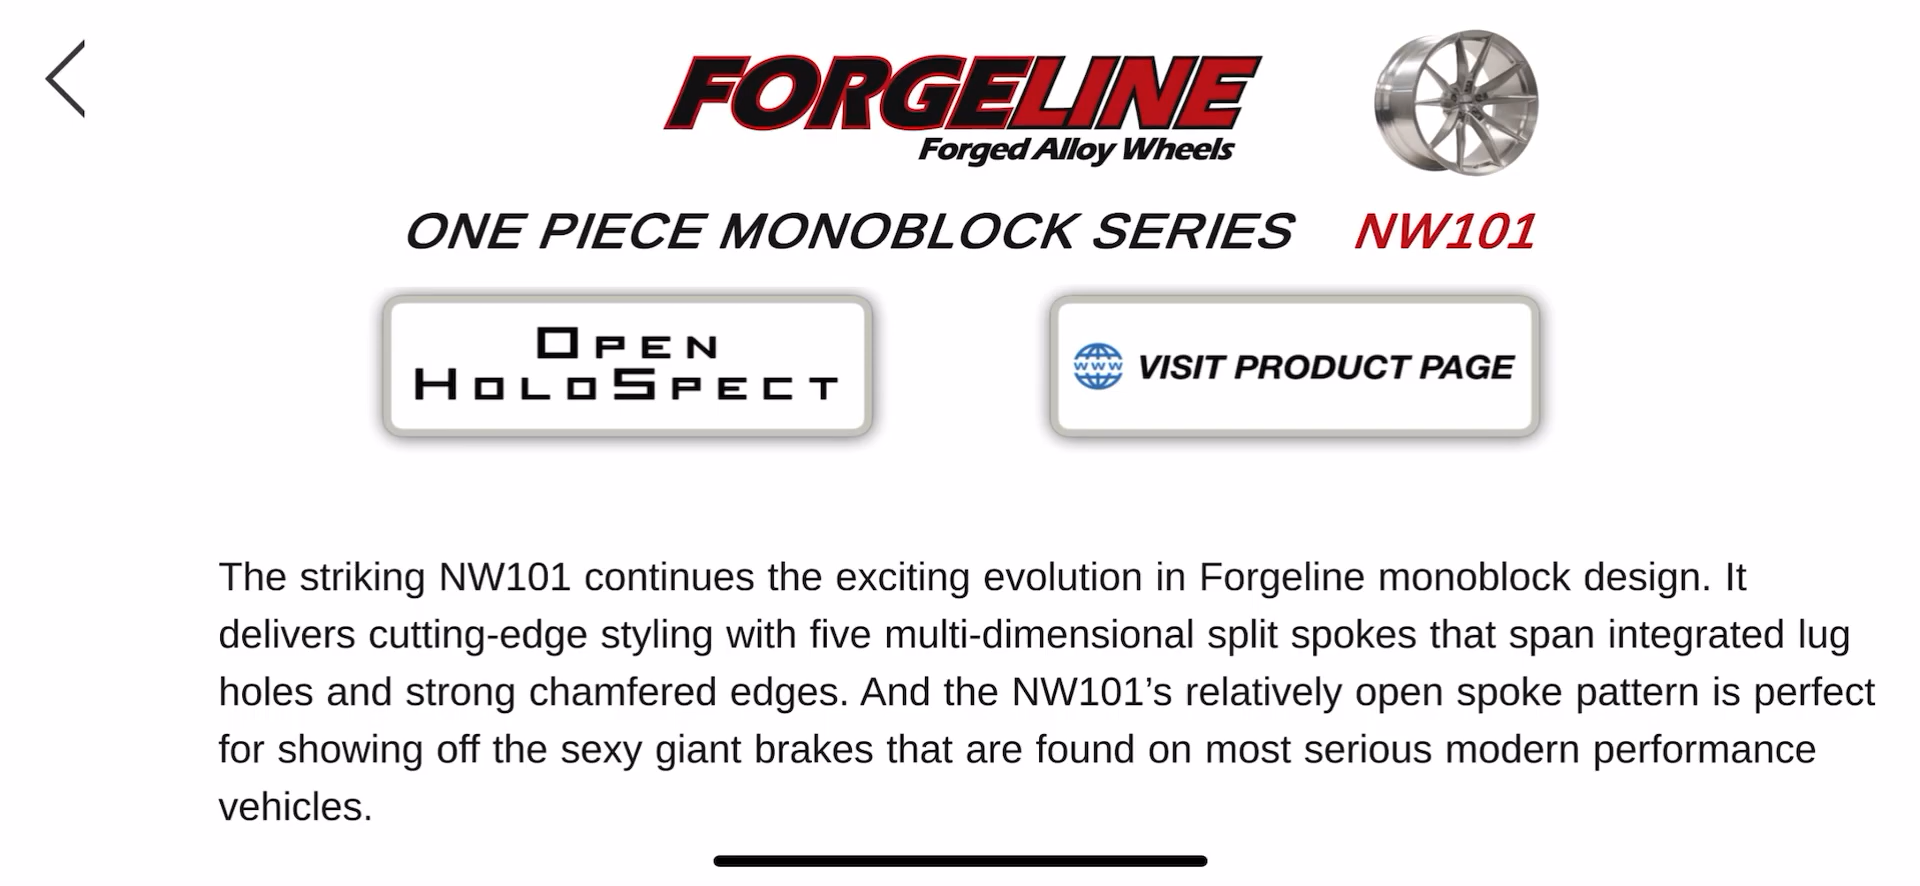 FORGELINE
Forged Alloy Wheels
ONE PIECE MONOBLOCK SERIES NW101
OPEN
HOLOSPECT
www VISIT PRODUCT PAGE
The striking NW101 continues the exciting evolution in Forgeline monoblock design. It
delivers cutting-edge styling with five multi-dimensional split spokes that span integrated lug
holes and strong chamfered edges. And the NW101’s relatively open spoke pattern is perfect
for showing off the sexy giant brakes that are found on most serious modern performance
vehicles.